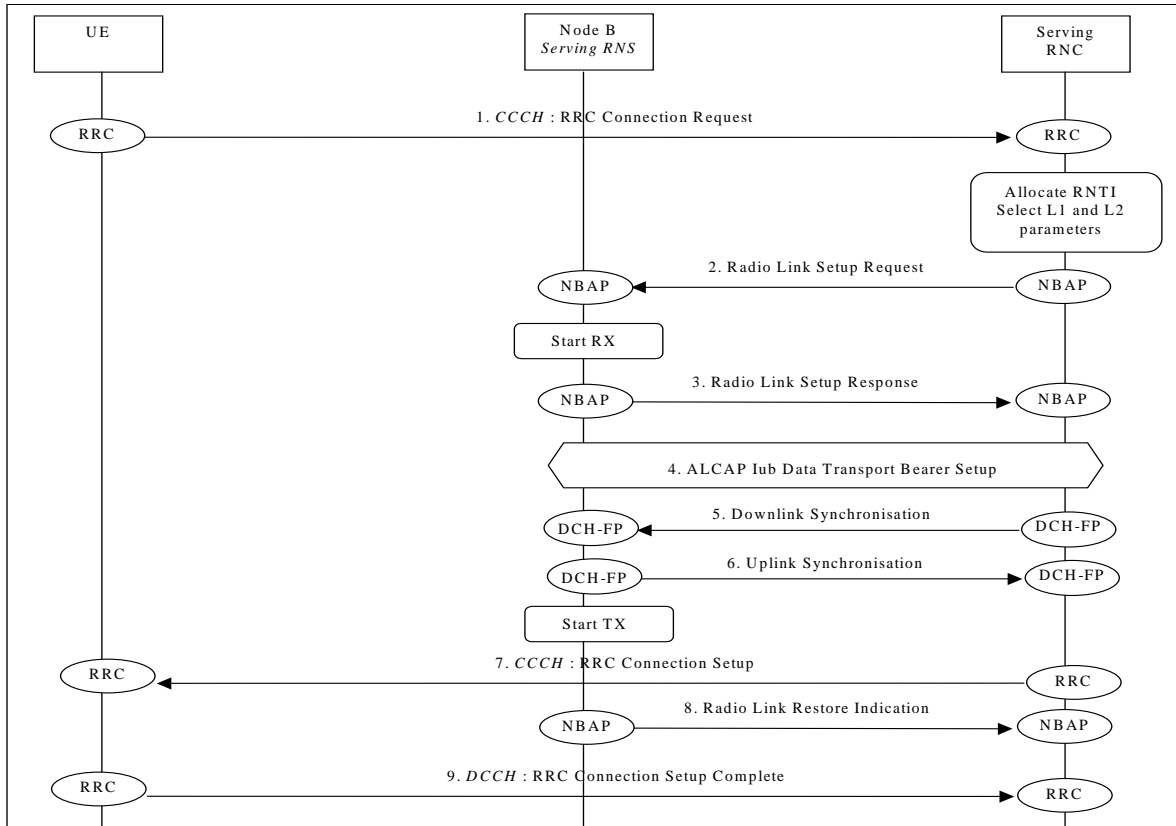 UE
Node B
Serving RNS
Serving
RNC
1. CCCH : RRC Connection Request
RRC
RRC
Allocate RNTI
Select L1 and L2
parameters
2. Radio Link Setup Request
NBAP
NBAP
Start RX
3. Radio Link Setup Response
NBAP
NBAP
4. ALCAP Iub Data Transport Bearer Setup
5. Downlink Synchronisation
DCH-FP
DCH-FP
6. Uplink Synchronisation
DCH-FP
DCH-FP
Start TX
7. CCCH : RRC Connection Setup
RRC
RRC
8. Radio Link Restore Indication
NBAP
NBAP
9. DCCH : RRC Connection Setup Complete
RRC
RRC